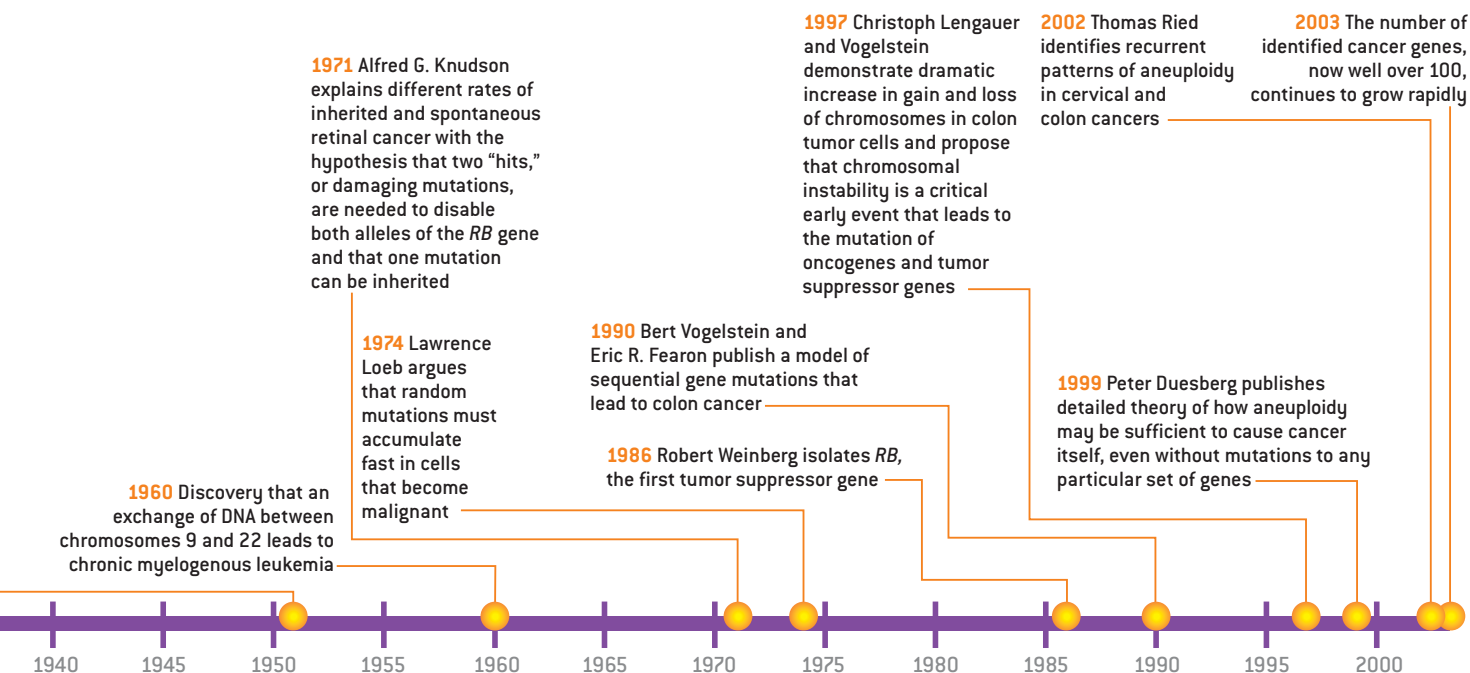 1960 Discovery that an
exchange of DNA between
chromosomes 9 and 22 leads to
chronic myelogenous leukemia
1971 Alfred G. Knudson
explains different rates of
inherited and spontaneous
retinal cancer with the
hypothesis that two “hits,”
or damaging mutations,
are needed to disable
both alleles of the RB gene
and that one mutation
can be inherited
1974 Lawrence
Loeb argues
that random
mutations must
accumulate
fast in cells
that become
malignant
1986 Robert Weinberg isolates RB,
the first tumor suppressor gene
1990 Bert Vogelstein and
Eric R. Fearon publish a model of
sequential gene mutations that
lead to colon cancer
1997 Christoph Lengauer
and Vogelstein
demonstrate dramatic
increase in gain and loss
of chromosomes in colon
tumor cells and propose
that chromosomal
instability is a critical
early event that leads to
the mutation of
oncogenes and tumor
suppressor genes
1999 Peter Duesberg publishes
detailed theory of how aneuploidy
may be sufficient to cause cancer
itself, even without mutations to any
particular set of genes
2002 Thomas Ried
identifies recurrent
patterns of aneuploidy
in cervical and
colon cancers
2003 The number of
identified cancer genes,
now well over 100,
continues to grow rapidly
1940 1945 1950 1955 1960 1965 1970 1975 1980 1985 1990 1995 2000